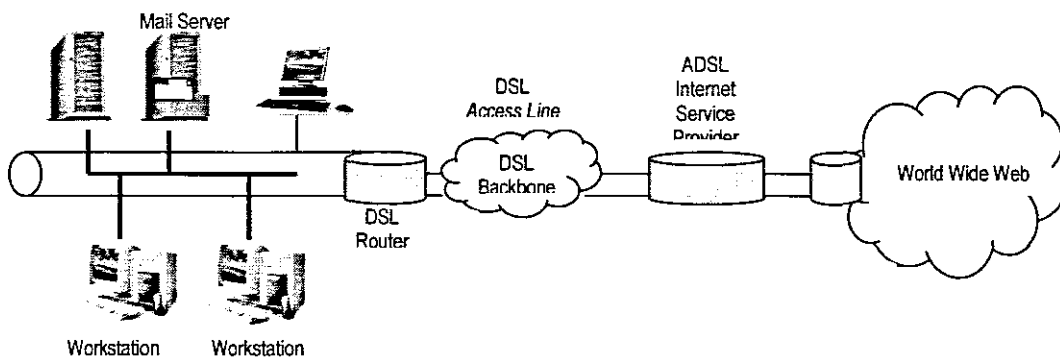 Mail Server
DSL
Access Line
ADSL
Internet
Service
Provider
DSL
Backbone
World Wide Web
DSL
Router
Workstation
Workstation